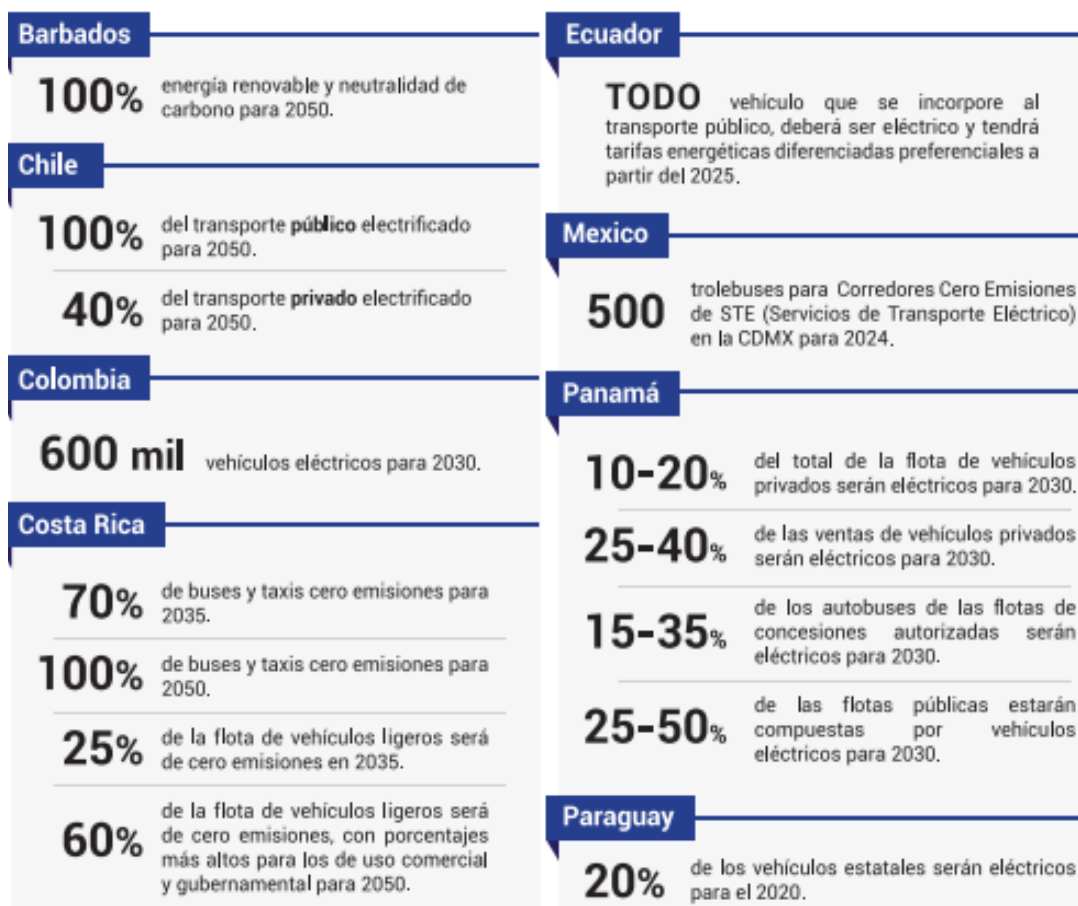 Barbados
100% energía renovable y neutralidad de
carbono para 2050.
Chile
100% del transporte público electrificado
para 2050.
40% del transporte privado electrificado
para 2050.
Colombia
600 mil vehículos eléctricos para 2030.
Costa Rica
70% de buses y taxis cero emisiones para
2035.
100% de buses y taxis cero emisiones para
2050.
25% de la flota de vehículos ligeros será
de cero emisiones en 2035.
60% de la flota de vehículos ligeros será
de cero emisiones, con porcentajes
más altos para los de uso comercial
y gubernamental para 2050.
Ecuador
TODO vehículo que se incorpore al
transporte público, deberá ser eléctrico y tendrá
tarifas energéticas diferenciadas preferenciales a
partir del 2025.
Mexico
500 trolebuses para Corredores Cero Emisiones
de STE (Servicios de Transporte Eléctrico)
en la CDMX para 2024.
Panamá
10-20% del total de la flota de vehículos
privados serán eléctricos para 2030.
25-40% de las ventas de vehículos privados
serán eléctricos para 2030.
15-35% de los autobuses de las flotas de
concesiones autorizadas serán
eléctricos para 2030.
25-50% de las flotas públicas estarán
compuestas por vehículos
eléctricos para 2030.
Paraguay
20% de los vehículos estatales serán eléctricos
para el 2020.